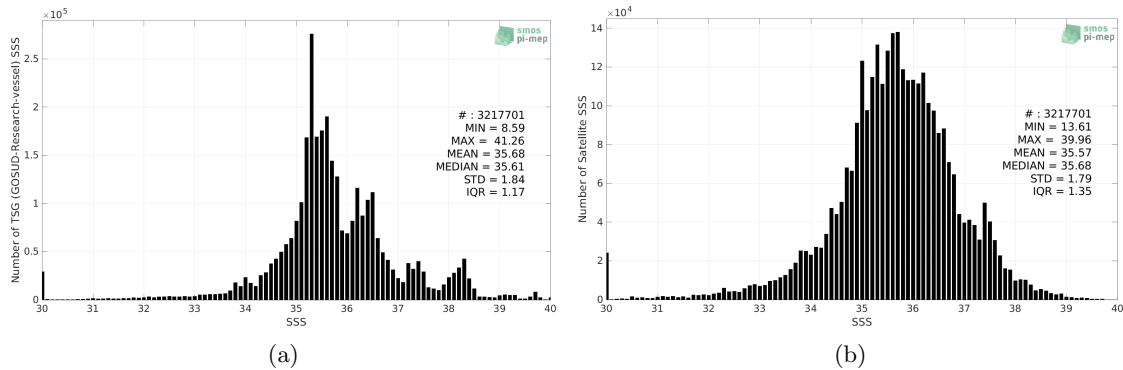 ×10⁵
Number of TSG (GOSUD-Research-vessel) SSS
2.5
2
1.5
1
0.5
0
30 31 32 33 34 35 36 37 38 39 40
SSS
smos
pi-mep
# : 3217701
MIN = 8.59
MAX = 41.26
MEAN = 35.68
MEDIAN = 35.61
STD = 1.84
IQR = 1.17
(a)
×10⁴
Number of Satellite SSS
14
12
10
8
6
4
2
0
30 31 32 33 34 35 36 37 38 39 40
SSS
smos
pi-mep
# : 3217701
MIN = 13.61
MAX = 39.96
MEAN = 35.57
MEDIAN = 35.68
STD = 1.79
IQR = 1.35
(b)